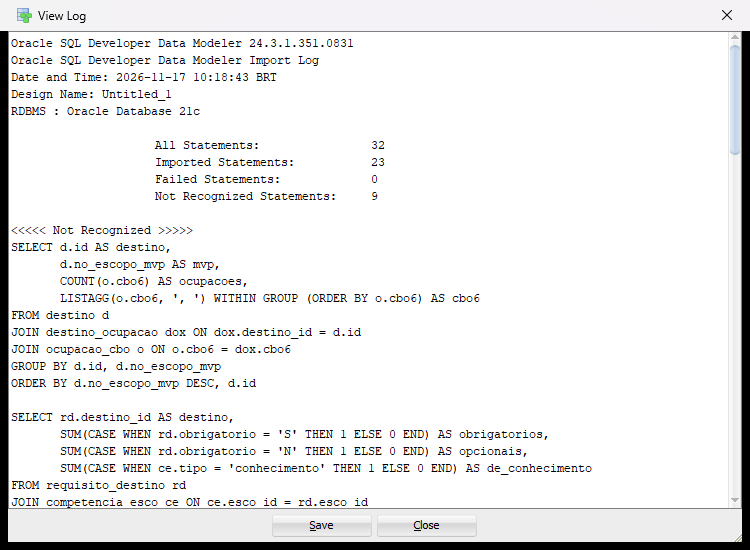 View Log
Oracle SQL Developer Data Modeler 24.3.1.351.0831
Oracle SQL Developer Data Modeler Import Log
Date and Time: 2026-11-17 10:18:43 BRT
Design Name: Untitled_1
RDBMS : Oracle Database 21c
All Statements: 32
Imported Statements: 23
Failed Statements: 0
Not Recognized Statements: 9
<<<<< Not Recognized >>>>>
SELECT d.id AS destino,
d.no_escopo_mvp AS mvp,
COUNT(o.cbo6) AS ocupacoes,
LISTAGG(o.cbo6, ', ') WITHIN GROUP (ORDER BY o.cbo6) AS cbo6
FROM destino d
JOIN destino_ocupacao dox ON dox.destino_id = d.id
JOIN ocupacao_cbo o ON o.cbo6 = dox.cbo6
GROUP BY d.id, d.no_escopo_mvp
ORDER BY d.no_escopo_mvp DESC, d.id
SELECT rd.destino_id AS destino,
SUM(CASE WHEN rd.obrigatorio = 'S' THEN 1 ELSE 0 END) AS obrigatorios,
SUM(CASE WHEN rd.obrigatorio = 'N' THEN 1 ELSE 0 END) AS opcionais,
SUM(CASE WHEN ce.tipo = 'conhecimento' THEN 1 ELSE 0 END) AS de_conhecimento
FROM requisito_destino rd
JOIN competencia_esco ce ON ce.esco_id = rd.esco_id
Save
Close